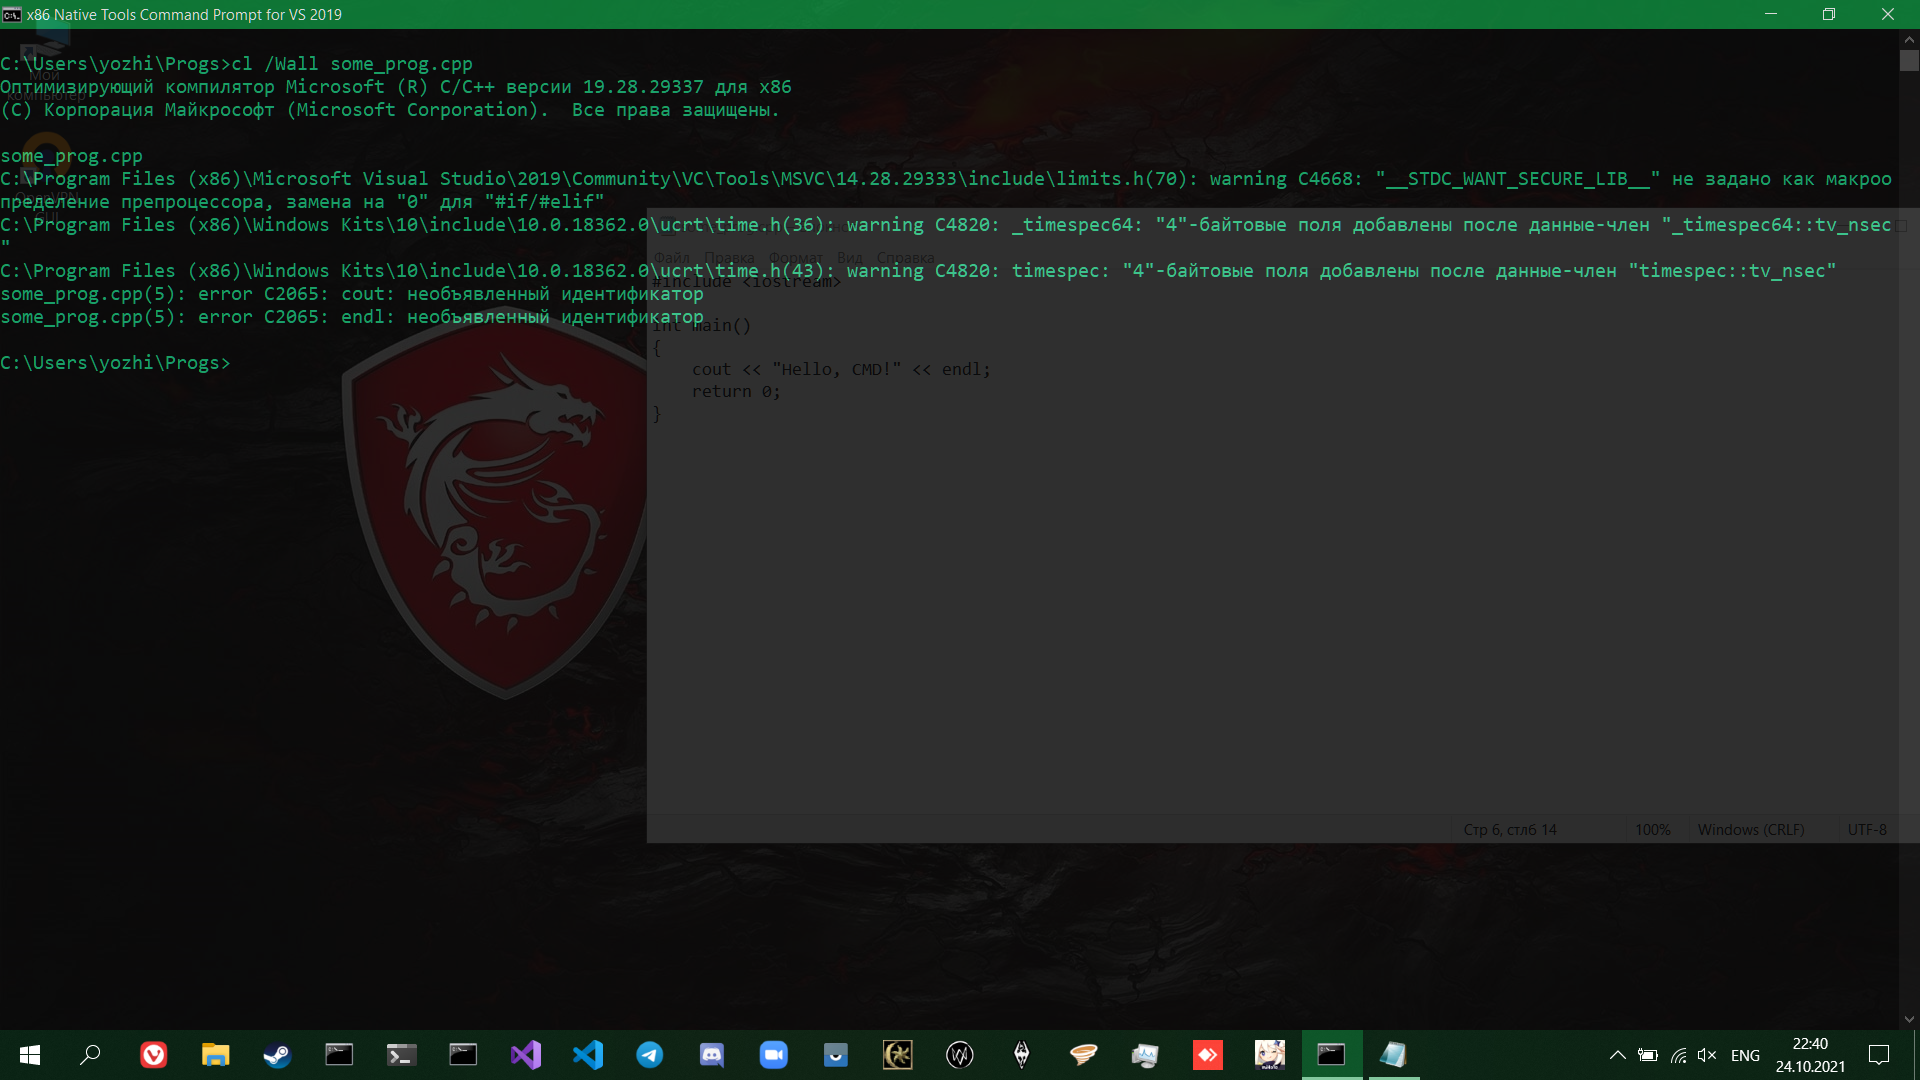 x86 Native Tools Command Prompt for VS 2019
C:\Users\yozhi\Progs>cl /Wall some_prog.cpp
Оптимизирующий компилятор Microsoft (R) C/C++ версии 19.28.29337 для x86
(C) Корпорация Майкрософт (Microsoft Corporation).  Все права защищены.
some_prog.cpp
C:\Program Files (x86)\Microsoft Visual Studio\2019\Community\VC\Tools\MSVC\14.28.29333\include\limits.h(70): warning C4668: "__STDC_WANT_SECURE_LIB__" не задано как макроо
пределение препроцессора, замена на "0" для "#if/#elif"
C:\Program Files (x86)\Windows Kits\10\include\10.0.18362.0\ucrt\time.h(36): warning C4820: _timespec64: "4"-байтовые поля добавлены после данные-член "_timespec64::tv_nsec
"
C:\Program Files (x86)\Windows Kits\10\include\10.0.18362.0\ucrt\time.h(43): warning C4820: timespec: "4"-байтовые поля добавлены после данные-член "timespec::tv_nsec"
some_prog.cpp(5): error C2065: cout: необъявленный идентификатор
some_prog.cpp(5): error C2065: endl: необъявленный идентификатор
C:\Users\yozhi\Progs>
Мой
компьютер
OpenVPN
GUI
Файл Правка Формат Вид Справка
#include <iostream>
int main()
{
    cout << "Hello, CMD!" << endl;
    return 0;
}
Стр 6, стлб 14
100%
Windows (CRLF)
UTF-8
ENG
22:40
24.10.2021